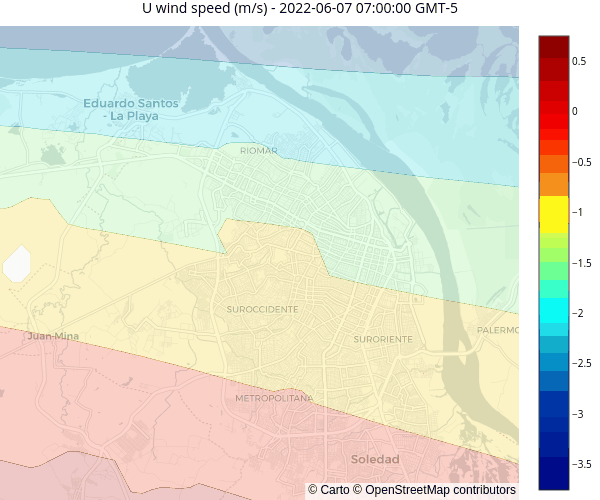 U wind speed (m/s) - 2022-06-07 07:00:00 GMT-5
Eduardo Santos
- La Playa
RIOMAR
SUROCCIDENTE
Juan-Mina
SURORIENTE
PALERMO
METROPOLITANA
Soledad
© Carto © OpenStreetMap contributors
0.5
0
−0.5
−1
−1.5
−2
−2.5
−3
−3.5